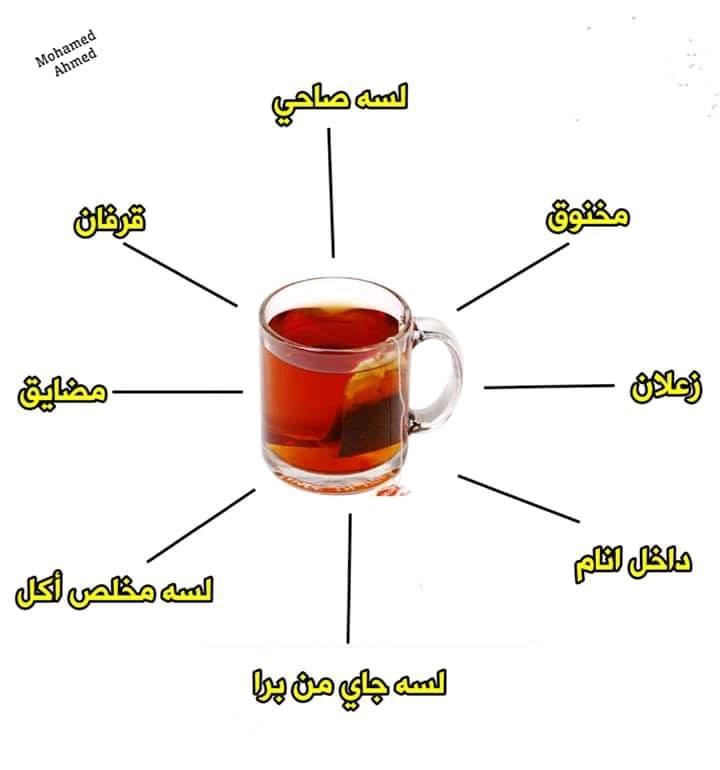 Mohamed
Ahmed
لسه صاحي
مخنوق
قرفان
زعلان
مضايق
داخل انام
لسه مخلص أكل
لسه جاي من برا